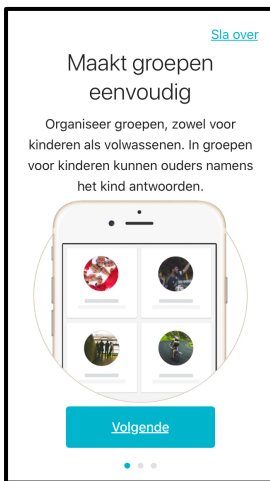 Sla over
Maakt groepen
eenvoudig
Organiseer groepen, zowel voor
kinderen als volwassenen. In groepen
voor kinderen kunnen ouders namens
het kind antwoorden.
Volgende